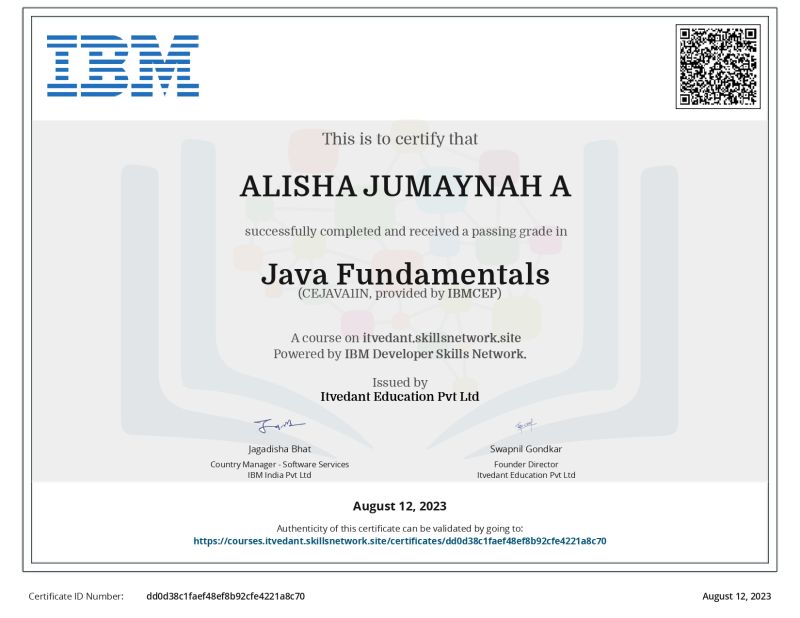 IBM
This is to certify that
ALISHA JUMAYNAH A
successfully completed and received a passing grade in
Java Fundamentals
(CEJAVA1IN, provided by IBMCEP)
A course on itvedant.skillsnetwork.site
Powered by IBM Developer Skills Network.
Issued by
Itvedant Education Pvt Ltd
Jagadisha Bhat
Country Manager - Software Services
IBM India Pvt Ltd
Swapnil Gondkar
Founder Director
Itvedant Education Pvt Ltd
August 12, 2023
Authenticity of this certificate can be validated by going to:
https://courses.itvedant.skillsnetwork.site/certificates/dd0d38c1faef48ef8b92cfe4221a8c70
Certificate ID Number: dd0d38c1faef48ef8b92cfe4221a8c70
August 12, 2023